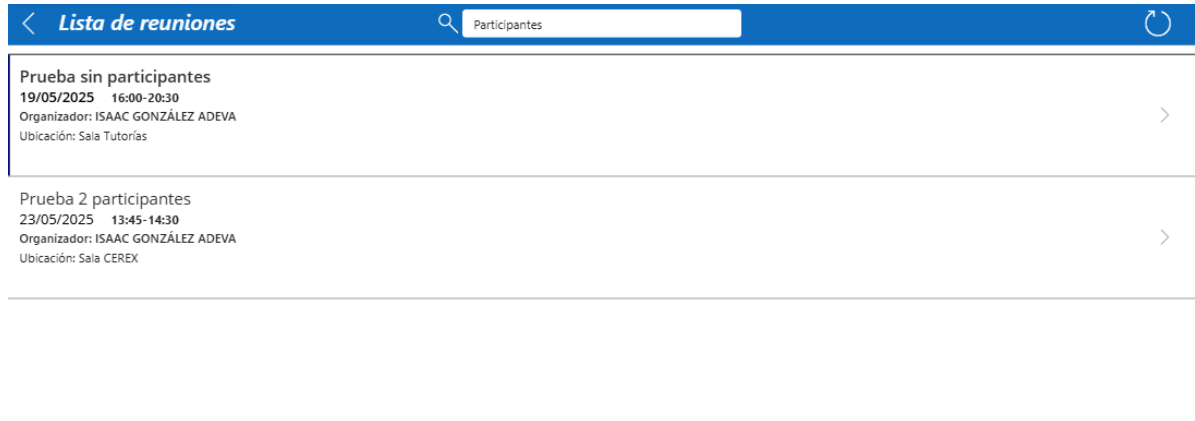 Lista de reuniones
Participantes
Prueba sin participantes
19/05/2025 16:00-20:30
Organizador: ISAAC GONZÁLEZ ADEVA
Ubicación: Sala Tutorías
Prueba 2 participantes
23/05/2025 13:45-14:30
Organizador: ISAAC GONZÁLEZ ADEVA
Ubicación: Sala CEREX